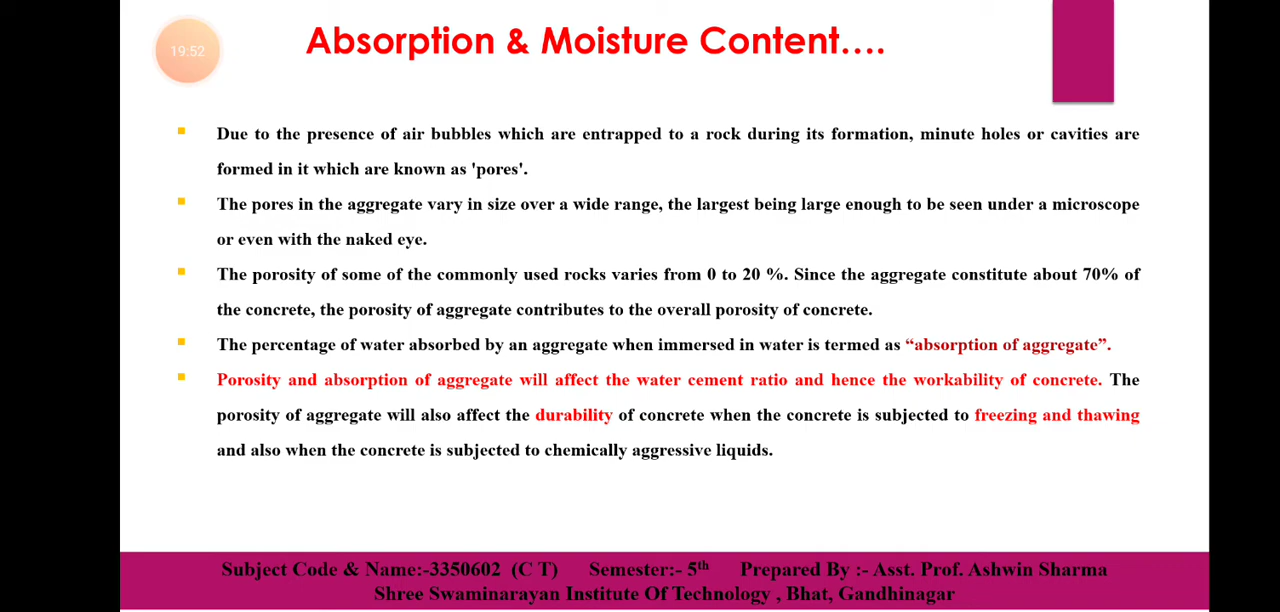 19:52
Absorption & Moisture Content....
Due to the presence of air bubbles which are entrapped to a rock during its formation, minute holes or cavities are
formed in it which are known as 'pores'.
The pores in the aggregate vary in size over a wide range, the largest being large enough to be seen under a microscope
or even with the naked eye.
The porosity of some of the commonly used rocks varies from 0 to 20 %. Since the aggregate constitute about 70% of
the concrete, the porosity of aggregate contributes to the overall porosity of concrete.
The percentage of water absorbed by an aggregate when immersed in water is termed as “absorption of aggregate”.
Porosity and absorption of aggregate will affect the water cement ratio and hence the workability of concrete. The
porosity of aggregate will also affect the durability of concrete when the concrete is subjected to freezing and thawing
and also when the concrete is subjected to chemically aggressive liquids.
Subject Code & Name:-3350602 (C T) Semester:- 5th Prepared By :- Asst. Prof. Ashwin Sharma
Shree Swaminarayan Institute Of Technology , Bhat, Gandhinagar